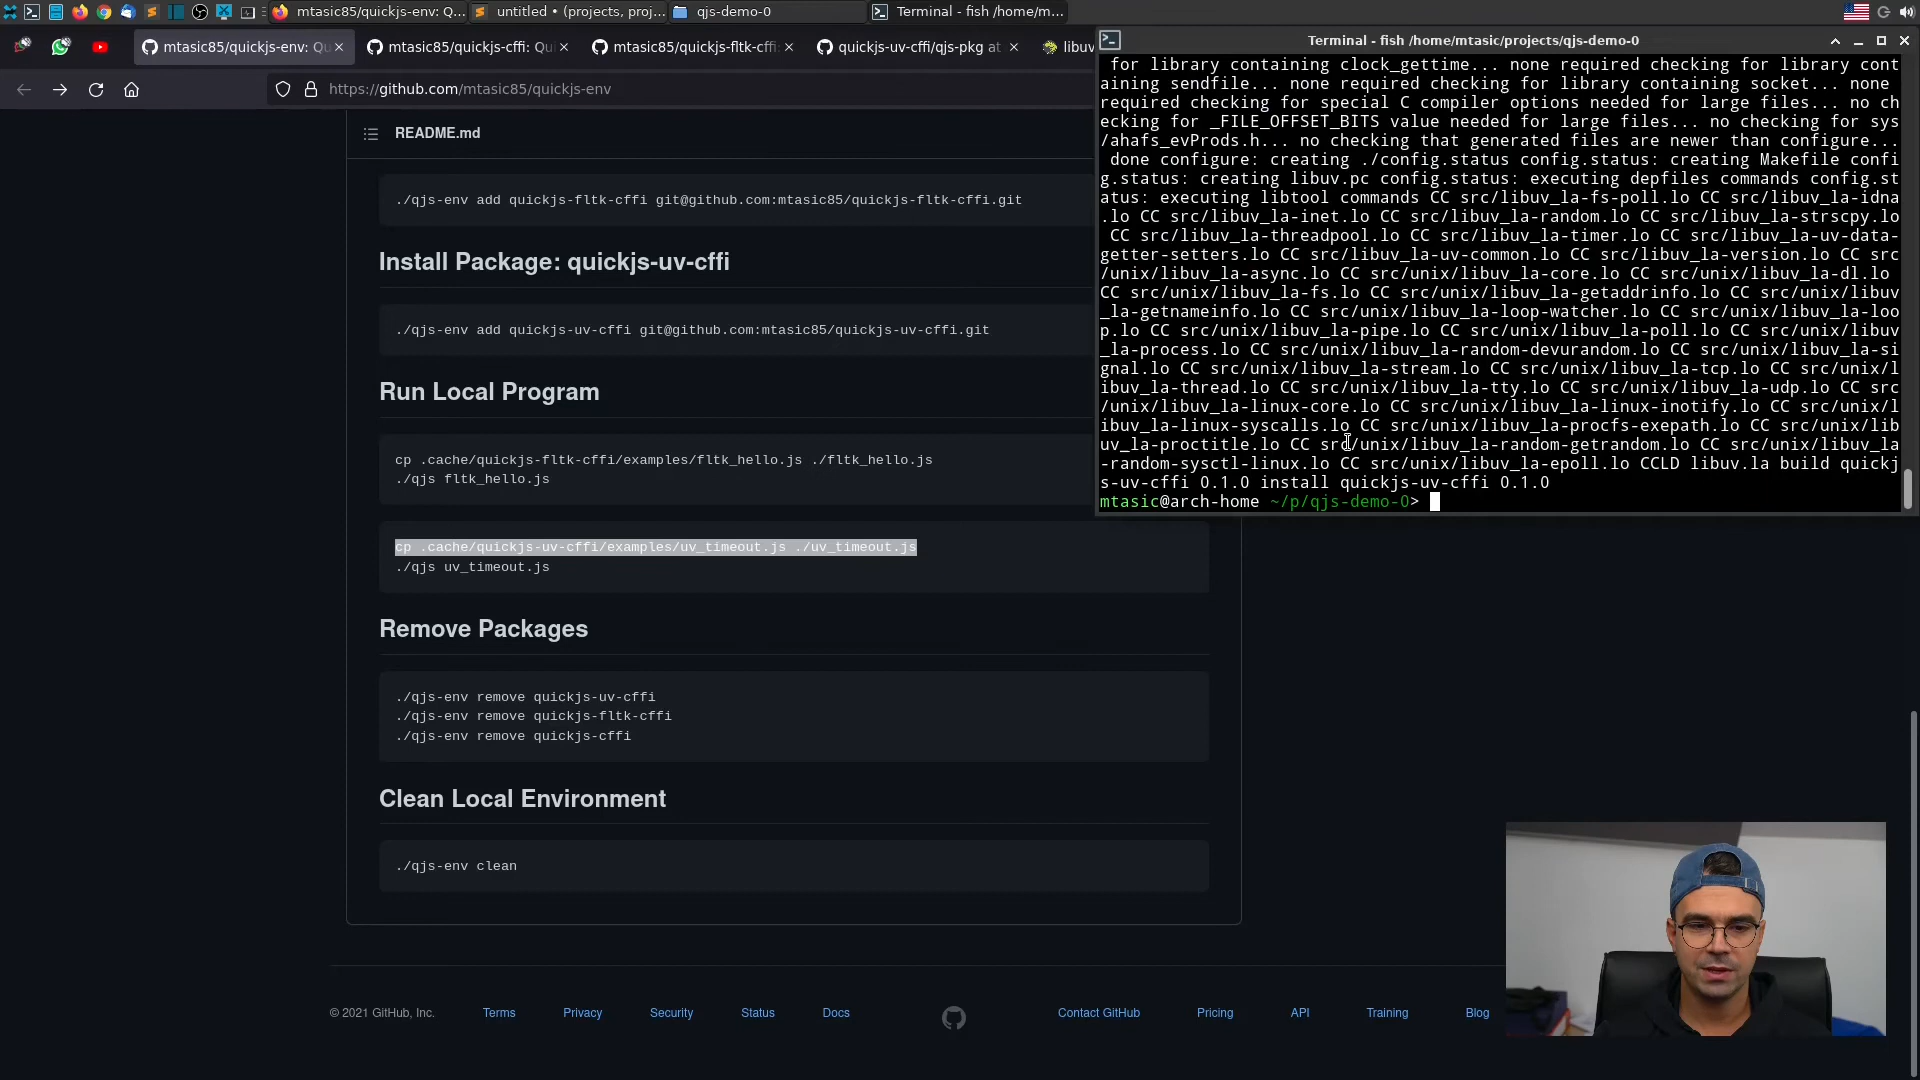 mtasic85/quickjs-env: Q...
untitled • (projects, proj...
qjs-demo-0
Terminal - fish /home/m...
mtasic85/quickjs-env: Qu
mtasic85/quickjs-cffi: Qui
mtasic85/quickjs-fltk-cffi:
quickjs-uv-cffi/qjs-pkg at
libuv
https://github.com/mtasic85/quickjs-env
README.md
./qjs-env add quickjs-fltk-cffi git@github.com:mtasic85/quickjs-fltk-cffi.git
Install Package: quickjs-uv-cffi
./qjs-env add quickjs-uv-cffi git@github.com:mtasic85/quickjs-uv-cffi.git
Run Local Program
cp .cache/quickjs-fltk-cffi/examples/fltk_hello.js ./fltk_hello.js
./qjs fltk_hello.js
cp .cache/quickjs-uv-cffi/examples/uv_timeout.js ./uv_timeout.js
./qjs uv_timeout.js
Remove Packages
./qjs-env remove quickjs-uv-cffi
./qjs-env remove quickjs-fltk-cffi
./qjs-env remove quickjs-cffi
Clean Local Environment
./qjs-env clean
© 2021 GitHub, Inc.
Terms
Privacy
Security
Status
Docs
Contact GitHub
Pricing
API
Training
Blog
Terminal - fish /home/mtasic/projects/qjs-demo-0
for library containing clock_gettime... none required checking for library cont
aining sendfile... none required checking for library containing socket... none
required checking for special C compiler options needed for large files... no ch
ecking for _FILE_OFFSET_BITS value needed for large files... no checking for sys
/ahafs_evProds.h... no checking that generated files are newer than configure...
done configure: creating ./config.status config.status: creating Makefile confi
g.status: creating libuv.pc config.status: executing depfiles commands config.st
atus: executing libtool commands CC src/libuv_la-fs-poll.lo CC src/libuv_la-idna
.lo CC src/libuv_la-inet.lo CC src/libuv_la-random.lo CC src/libuv_la-strscpy.lo
CC src/libuv_la-threadpool.lo CC src/libuv_la-timer.lo CC src/libuv_la-uv-data-
getter-setters.lo CC src/libuv_la-uv-common.lo CC src/libuv_la-version.lo CC src
/unix/libuv_la-async.lo CC src/unix/libuv_la-core.lo CC src/unix/libuv_la-dl.lo
CC src/unix/libuv_la-fs.lo CC src/unix/libuv_la-getaddrinfo.lo CC src/unix/libuv
_la-getnameinfo.lo CC src/unix/libuv_la-loop-watcher.lo CC src/unix/libuv_la-loo
p.lo CC src/unix/libuv_la-pipe.lo CC src/unix/libuv_la-poll.lo CC src/unix/libuv
_la-process.lo CC src/unix/libuv_la-random-devurandom.lo CC src/unix/libuv_la-si
gnal.lo CC src/unix/libuv_la-stream.lo CC src/unix/libuv_la-tcp.lo CC src/unix/l
ibuv_la-thread.lo CC src/unix/libuv_la-tty.lo CC src/unix/libuv_la-udp.lo CC src
/unix/libuv_la-linux-core.lo CC src/unix/libuv_la-linux-inotify.lo CC src/unix/l
ibuv_la-linux-syscalls.lo CC src/unix/libuv_la-procfs-exepath.lo CC src/unix/lib
uv_la-proctitle.lo CC src/unix/libuv_la-random-getrandom.lo CC src/unix/libuv_la
-random-sysctl-linux.lo CC src/unix/libuv_la-epoll.lo CCLD libuv.la build quickj
s-uv-cffi 0.1.0 install quickjs-uv-cffi 0.1.0
mtasic@arch-home ~/p/qjs-demo-0>